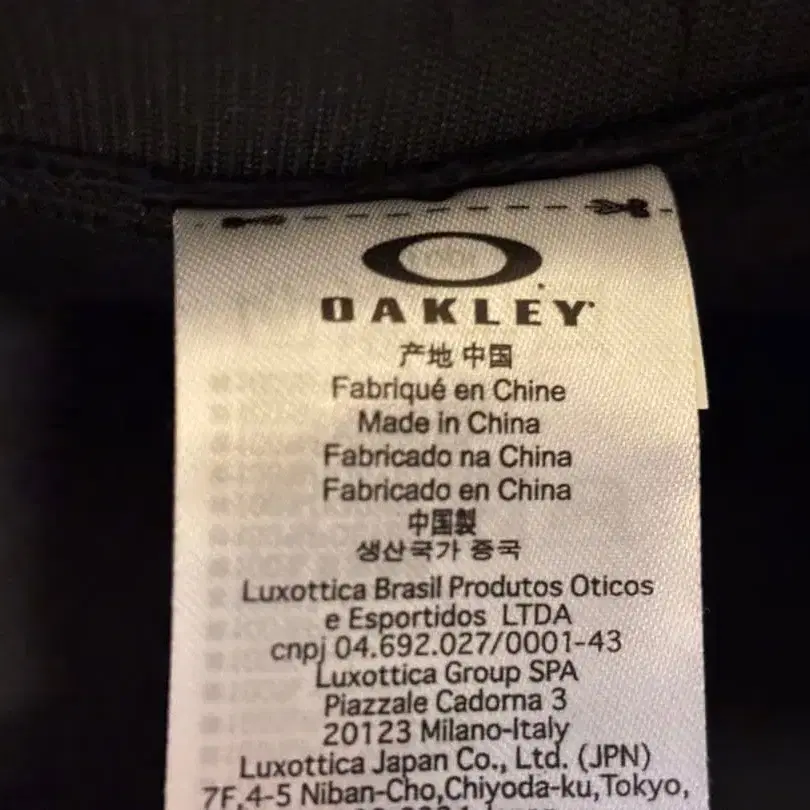 OAKLEY
产地 中国
Fabriqué en Chine
Made in China
Fabricado na China
Fabricado en China
中国製
생산국가 중국
Luxottica Brasil Produtos Oticos
e Esportidos LTDA
cnpj 04.692.027/0001-43
Luxottica Group SPA
Piazzale Cadorna 3
20123 Milano-Italy
Luxottica Japan Co., Ltd. (JPN)
7F,4-5 Niban-Cho,Chiyoda-ku,Tokyo,